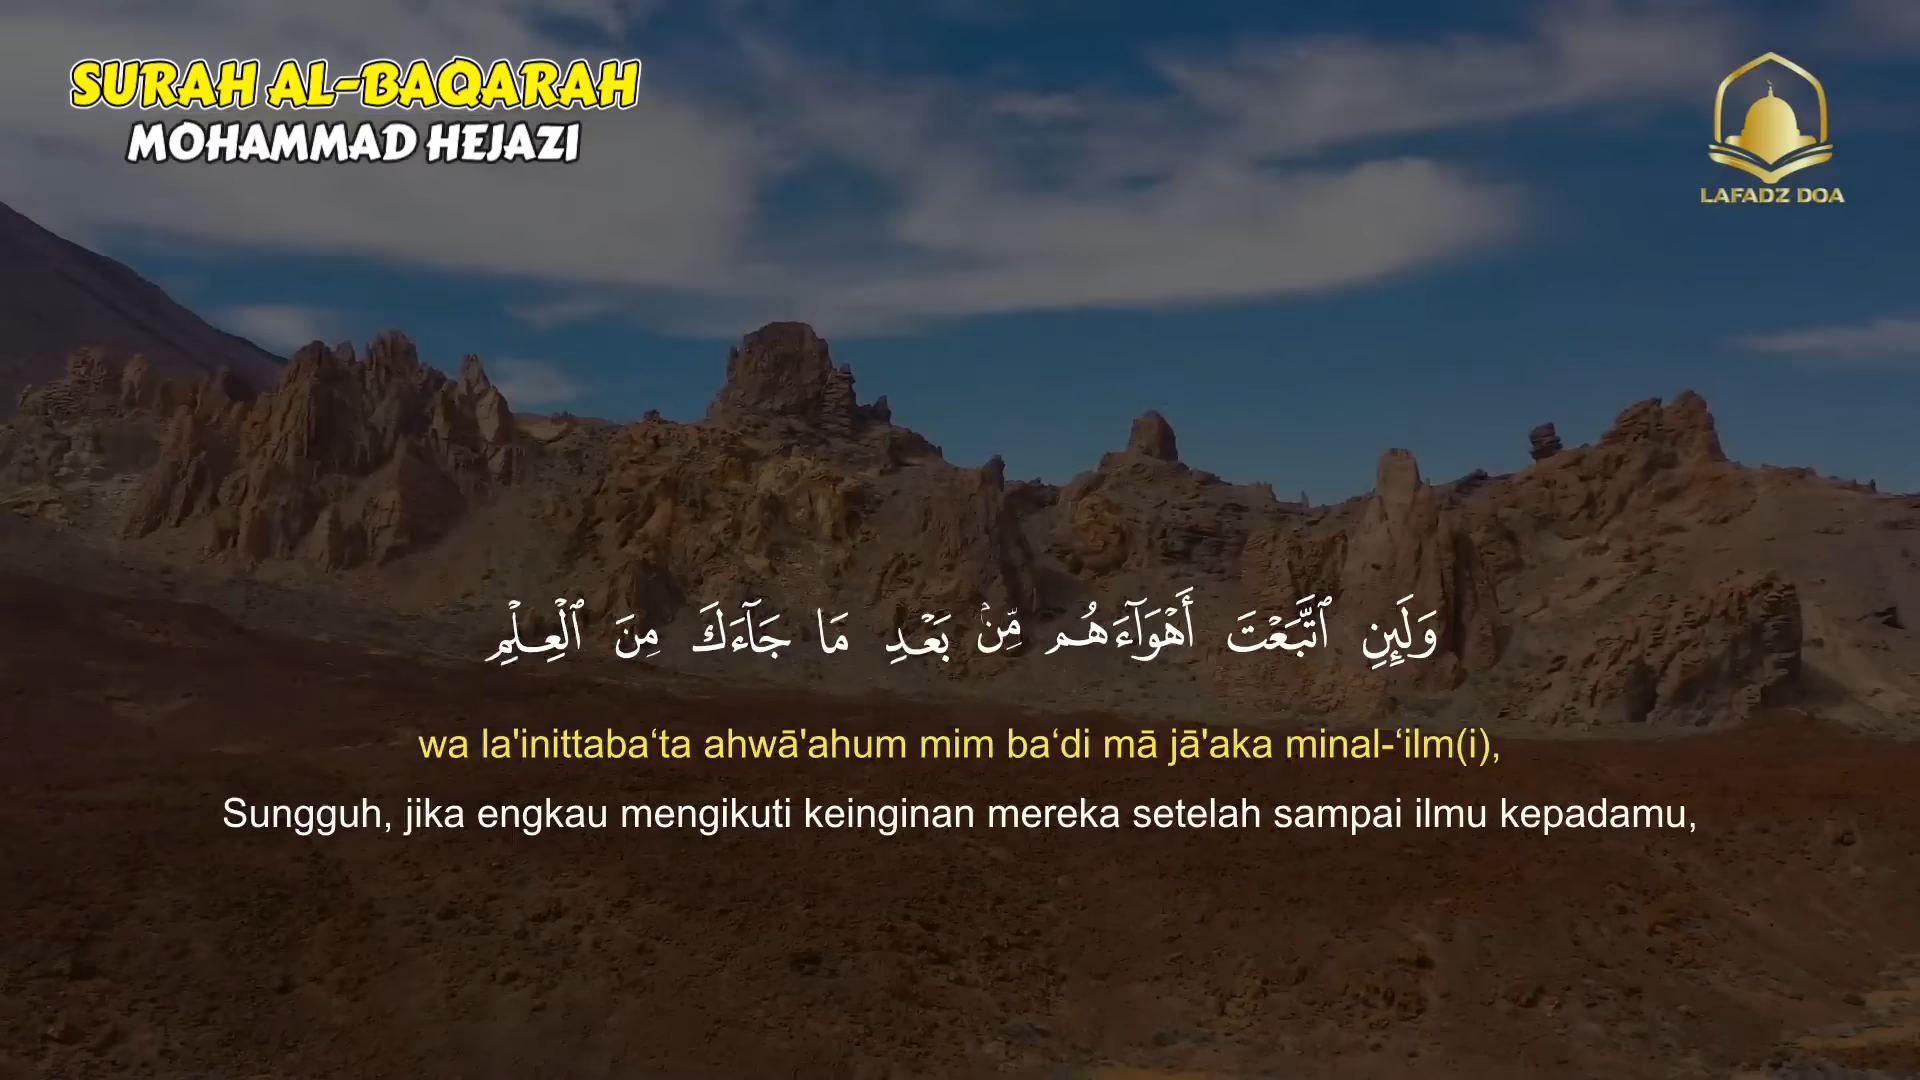 SURAH AL-BAQARAH
MOHAMMAD HEJAZI
LAFADZ DOA
وَلَئِنِ ٱتَّبَعْتَ أَهْوَآءَهُم مِّنۢ بَعْدِ مَا جَآءَكَ مِنَ ٱلْعِلْمِ
wa la'inittaba‘ta ahwā'ahum mim ba‘di mā jā'aka minal-‘ilm(i),
Sungguh, jika engkau mengikuti keinginan mereka setelah sampai ilmu kepadamu,